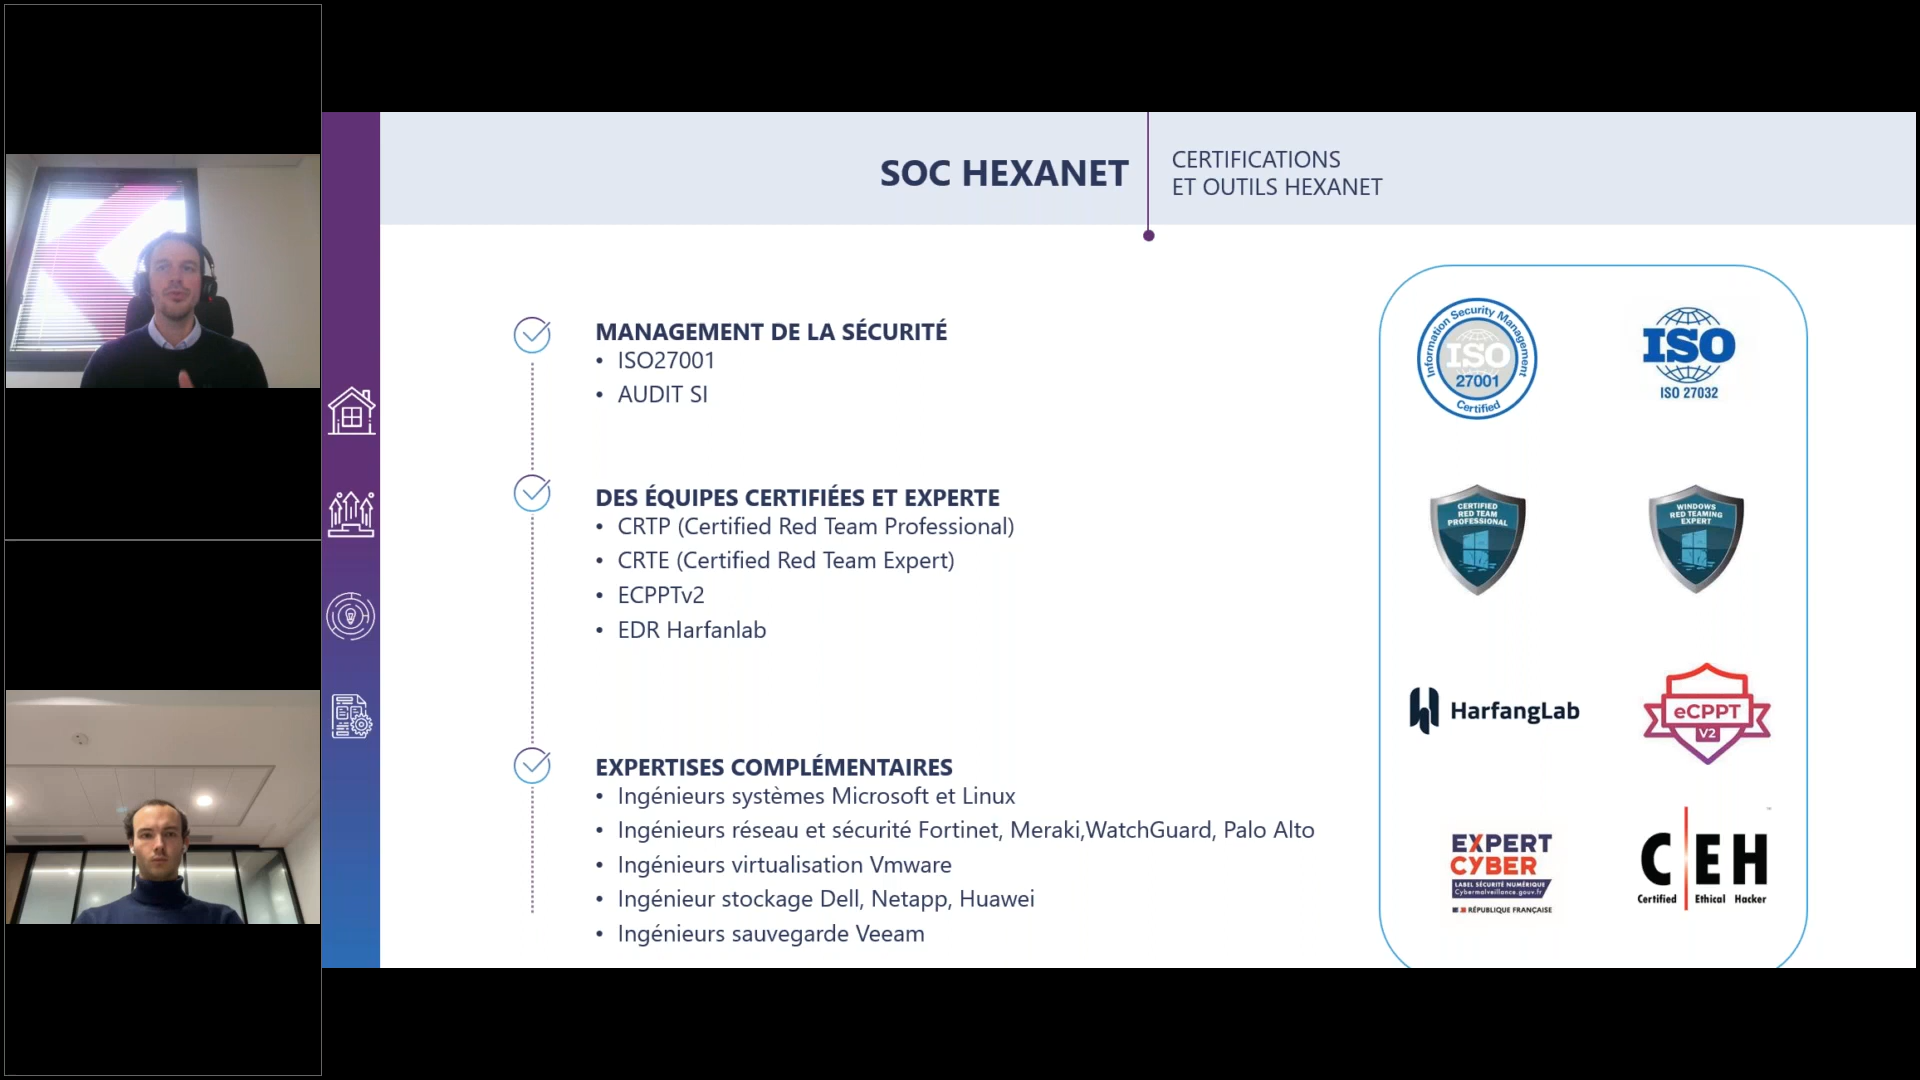 SOC HEXANET
CERTIFICATIONS
ET OUTILS HEXANET
MANAGEMENT DE LA SÉCURITÉ
• ISO27001
• AUDIT SI
DES ÉQUIPES CERTIFIÉES ET EXPERTE
• CRTP (Certified Red Team Professional)
• CRTE (Certified Red Team Expert)
• ECPPTv2
• EDR Harfanlab
EXPERTISES COMPLÉMENTAIRES
• Ingénieurs systèmes Microsoft et Linux
• Ingénieurs réseau et sécurité Fortinet, Meraki,WatchGuard, Palo Alto
• Ingénieurs virtualisation Vmware
• Ingénieur stockage Dell, Netapp, Huawei
• Ingénieurs sauvegarde Veeam
Information Security Management
ISO
27001
Certified
ISO
ISO 27032
CERTIFIED
RED TEAM
PROFESSIONAL
WINDOWS
RED TEAMING
EXPERT
HarfangLab
eCPPT
V2
EXPERT
CYBER
LABEL SÉCURITÉ NUMÉRIQUE
Cybermalveillance.gouv.fr
RÉPUBLIQUE FRANÇAISE
C EH
Certified Ethical Hacker